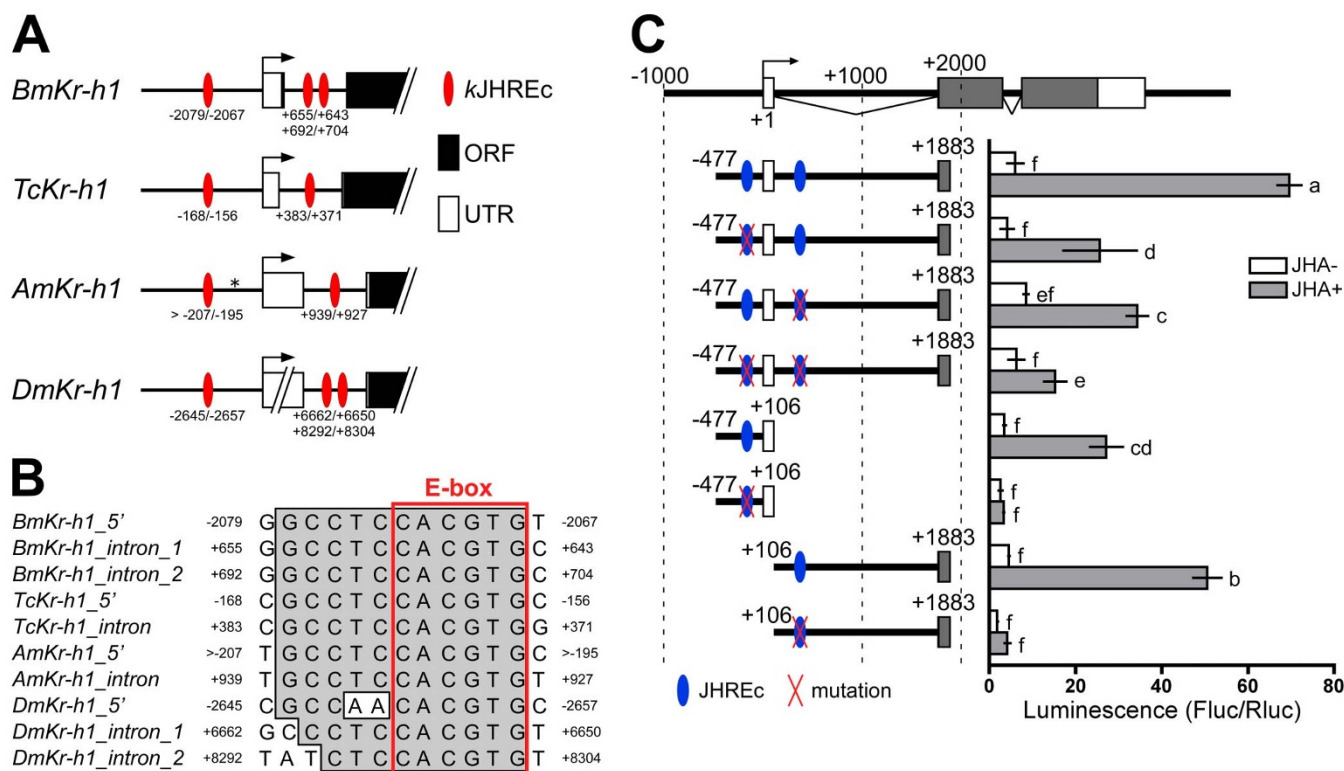 A
BmKr-h1
-2079/-2067
+655/+643
+692/+704
kJHREc
ORF
UTR
TcKr-h1
-168/-156
+383/+371
AmKr-h1
*
> -207/-195
+939/+927
DmKr-h1
-2645/-2657
+6662/+6650
+8292/+8304
B
E-box
BmKr-h1_5' -2079 G G C C T C C A C G T G T -2067
BmKr-h1_intron_1 +655 G G C C T C C A C G T G C +643
BmKr-h1_intron_2 +692 G G C C T C C A C G T G C +704
TcKr-h1_5' -168 C G C C T C C A C G T G C -156
TcKr-h1_intron +383 C G C C T C C A C G T G G +371
AmKr-h1_5' >-207 T G C C T C C A C G T G C >-195
AmKr-h1_intron +939 T G C C T C C A C G T G T +927
DmKr-h1_5' -2645 C G C C A A C A C G T G C -2657
DmKr-h1_intron_1 +6662 G C C C T C C A C G T G T +6650
DmKr-h1_intron_2 +8292 T A T C T C C A C G T G T +8304
C
-1000 +1000 +2000
+1
-477 +1883 f
a
-477 +1883 f
d
-477 +1883 ef
c
-477 +1883 f
e
-477 +106 f
cd
-477 +106 f
f
+106 +1883 f
b
+106 +1883 f
f
JHA-
JHA+
JHREc mutation
0 20 40 60 80
Luminescence (Fluc/Rluc)